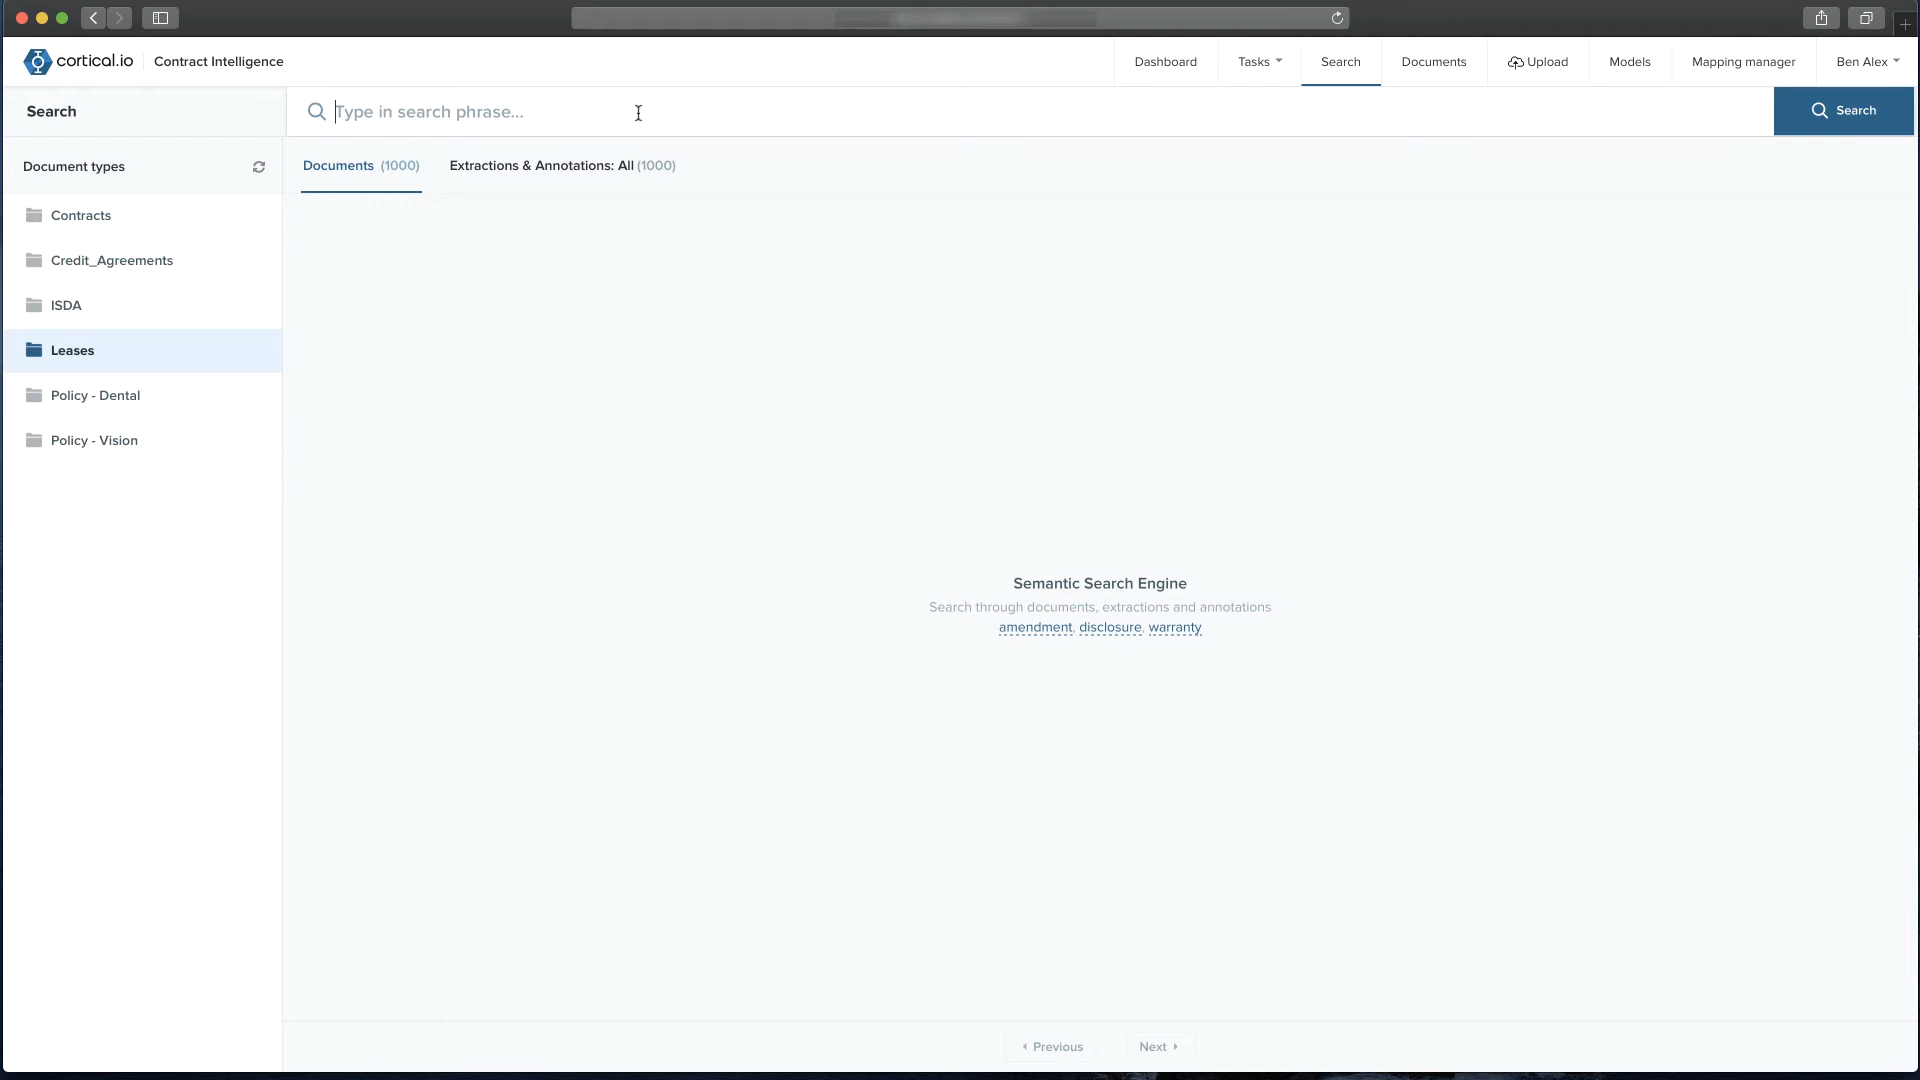 cortical.io Contract Intelligence Dashboard Tasks Search Documents Upload Models Mapping manager Ben Alex
Search Type in search phrase... Search
Document types Documents (1000) Extractions & Annotations: All (1000)
Contracts
Credit_Agreements
ISDA
Leases
Policy - Dental
Policy - Vision
Semantic Search Engine
Search through documents, extractions and annotations
amendment, disclosure, warranty
Previous Next